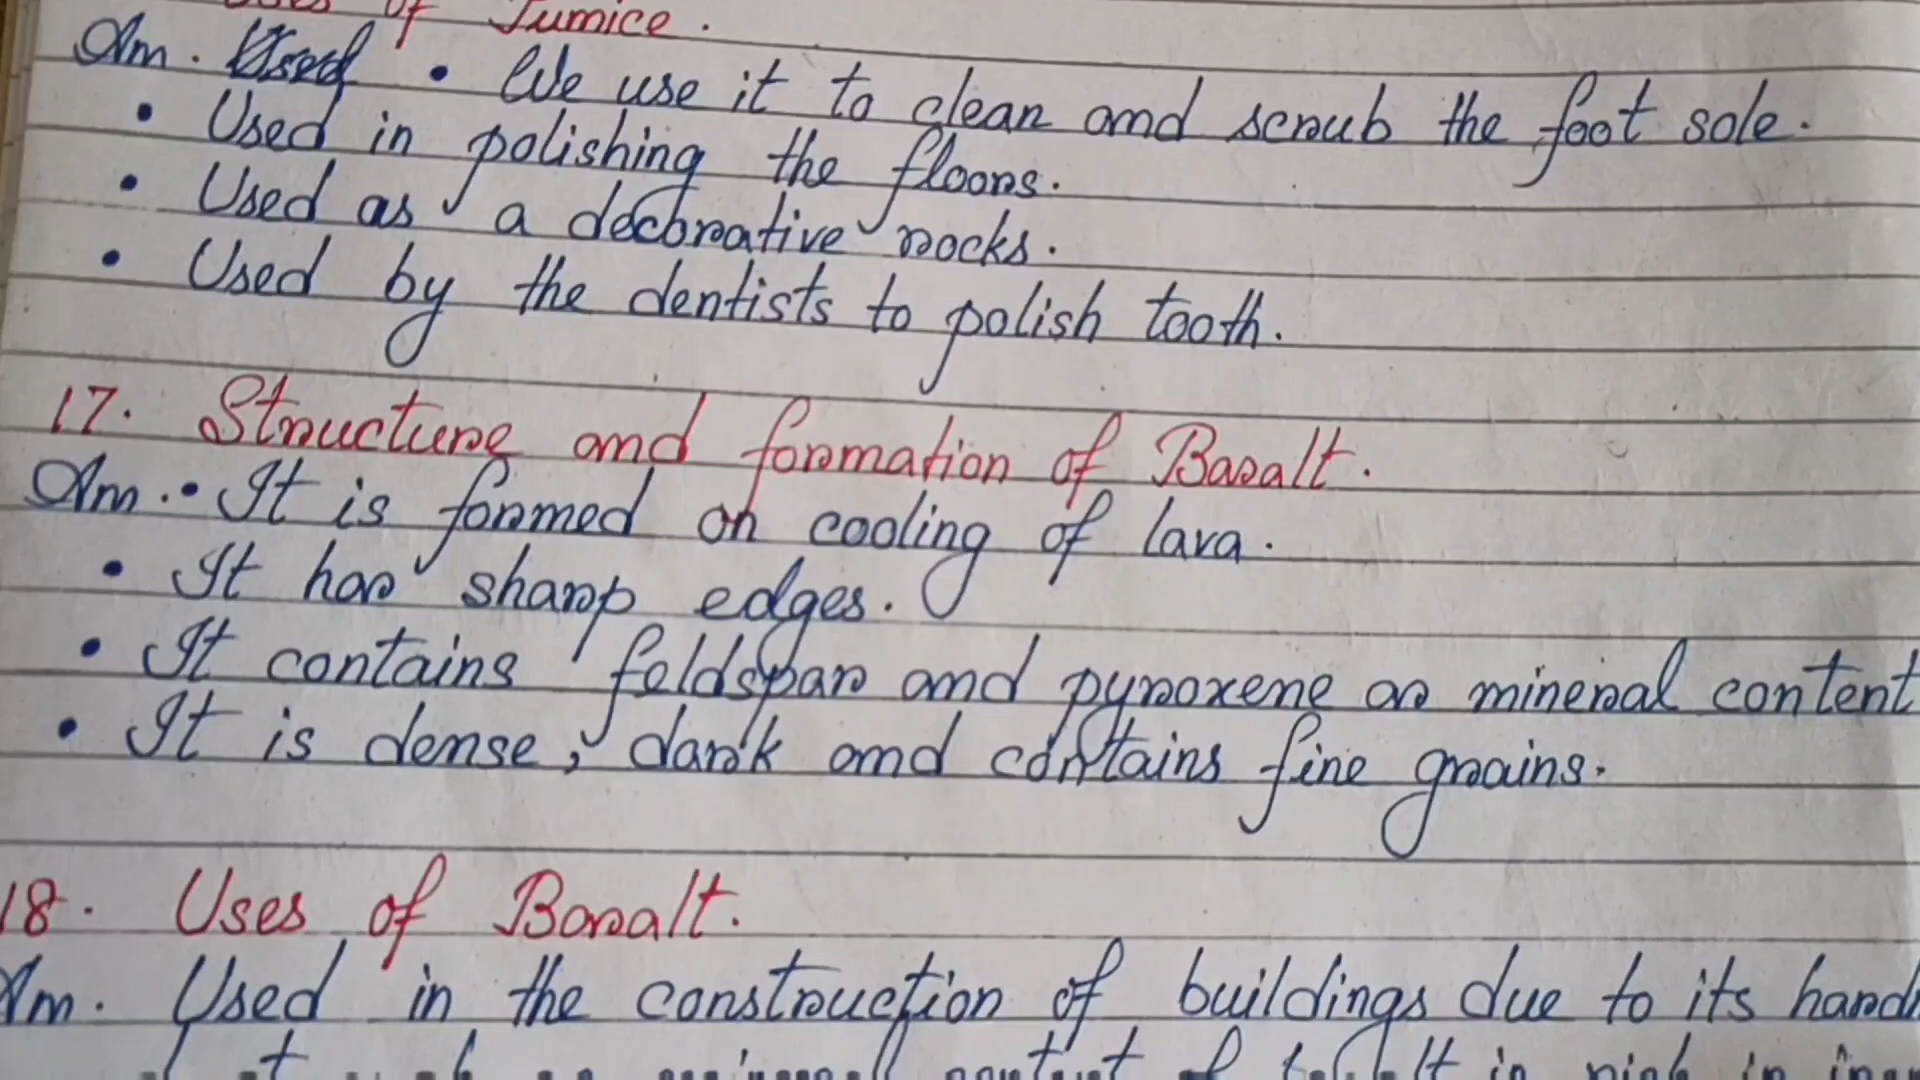 Uses of Pumice.
Ans. Used • We use it to clean and scrub the foot sole.
• Used in polishing the floors.
• Used as a decorative rocks.
• Used by the dentists to polish tooth.
17. Structure and formation of Basalt.
Ans. • It is formed on cooling of lava.
• It has sharp edges.
• It contains feldspar and pyroxene as mineral content
• It is dense, dark and contains fine grains.
18. Uses of Basalt.
Ans. Used in the construction of buildings due to its hard